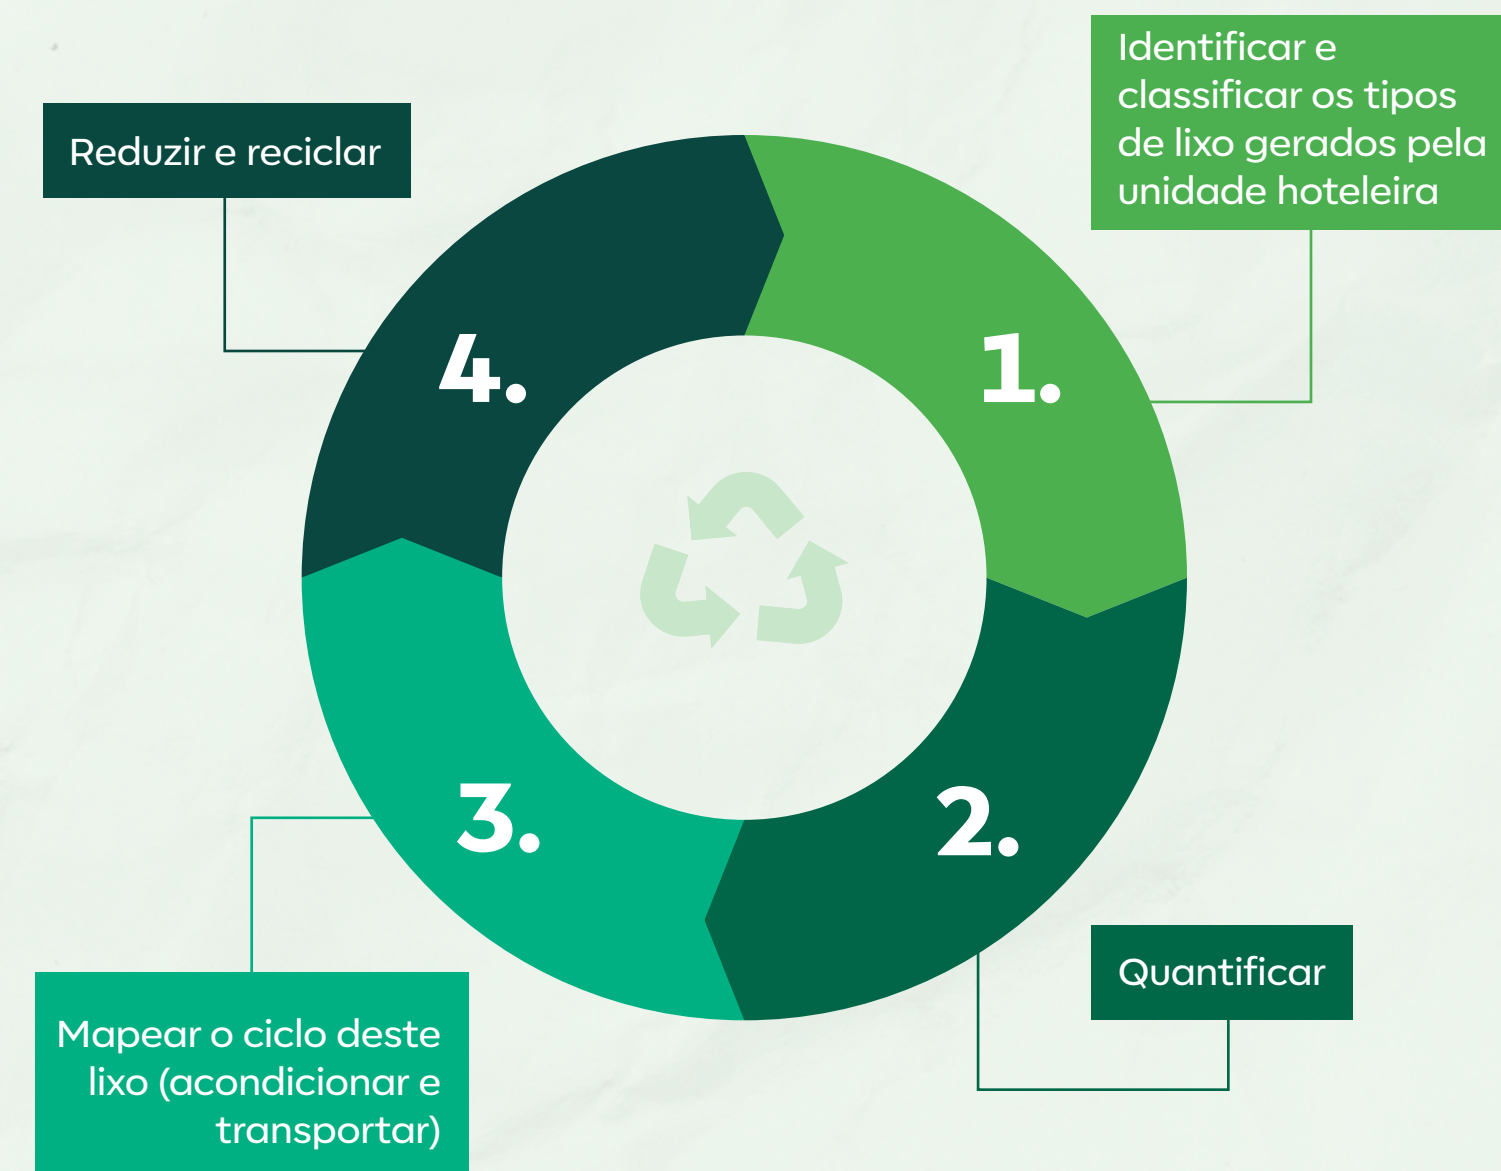 1.
Identificar e
classificar os tipos
de lixo gerados pela
unidade hoteleira
2.
Quantificar
3.
Mapear o ciclo deste
lixo (acondicionar e
transportar)
4.
Reduzir e reciclar